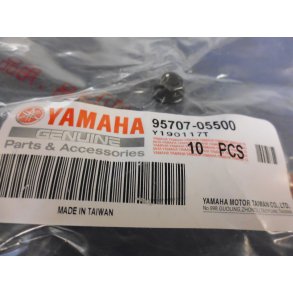 YAMAHA
GENUINE
Parts & Accessories
95707-05500
Y190117T
10 PCS
MADE IN TAIWAN
YAMAHA MOTOR TAIWAN CO., LTD.